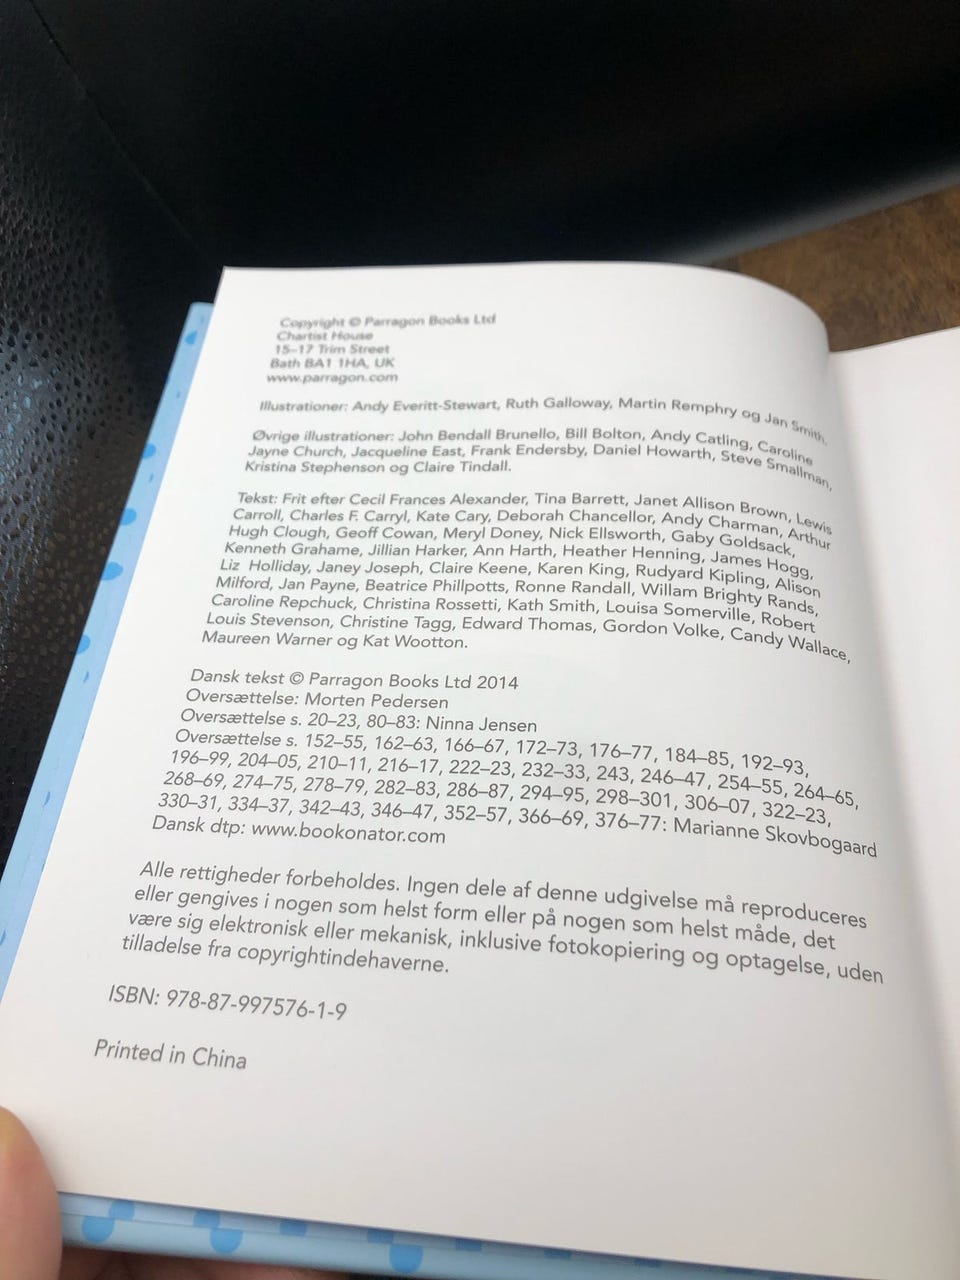 Copyright © Parragon Books Ltd
Chartist House
15–17 Trim Street
Bath BA1 1HA, UK
www.parragon.com
Illustrationer: Andy Everitt-Stewart, Ruth Galloway, Martin Remphry og Jan Smith.
Øvrige illustrationer: John Bendall Brunello, Bill Bolton, Andy Catling, Caroline
Jayne Church, Jacqueline East, Frank Endersby, Daniel Howarth, Steve Smallman,
Kristina Stephenson og Claire Tindall.
Tekst: Frit efter Cecil Frances Alexander, Tina Barrett, Janet Allison Brown, Lewis
Carroll, Charles F. Carryl, Kate Cary, Deborah Chancellor, Andy Charman, Arthur
Hugh Clough, Geoff Cowan, Meryl Doney, Nick Ellsworth, Gaby Goldsack,
Kenneth Grahame, Jillian Harker, Ann Harth, Heather Henning, James Hogg,
Liz Holliday, Janey Joseph, Claire Keene, Karen King, Rudyard Kipling, Alison
Milford, Jan Payne, Beatrice Phillpotts, Ronne Randall, Willam Brighty Rands,
Caroline Repchuck, Christina Rossetti, Kath Smith, Louisa Somerville, Robert
Louis Stevenson, Christine Tagg, Edward Thomas, Gordon Volke, Candy Wallace,
Maureen Warner og Kat Wootton.
Dansk tekst © Parragon Books Ltd 2014
Oversættelse: Morten Pedersen
Oversættelse s. 20–23, 80–83: Ninna Jensen
Oversættelse s. 152–55, 162–63, 166–67, 172–73, 176–77, 184–85, 192–93,
196–99, 204–05, 210–11, 216–17, 222–23, 232–33, 243, 246–47, 254–55, 264–65,
268–69, 274–75, 278–79, 282–83, 286–87, 294–95, 298–301, 306–07, 322–23,
330–31, 334–37, 342–43, 346–47, 352–57, 366–69, 376–77: Marianne Skovbogaard
Dansk dtp: www.bookonator.com
Alle rettigheder forbeholdes. Ingen dele af denne udgivelse må reproduceres
eller gengives i nogen som helst form eller på nogen som helst måde, det
være sig elektronisk eller mekanisk, inklusive fotokopiering og optagelse, uden
tilladelse fra copyrightindehaverne.
ISBN: 978-87-997576-1-9
Printed in China